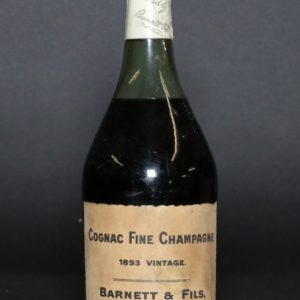 COGNAC FINE CHAMPAGNE
1893 VINTAGE.
BARNETT & FILS,